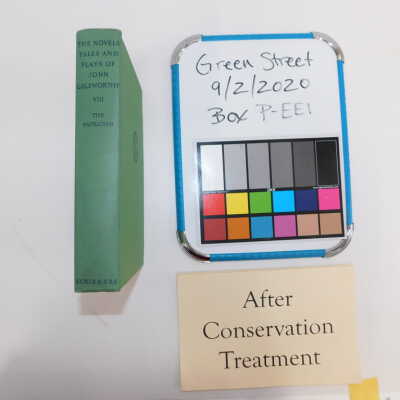 THE NOVELS
TALES AND
PLAYS OF
JOHN
GALSWORTHY
VIII
THE
Green Street
9/2/2020
Box P-EE1
After
Conservation
Treatment